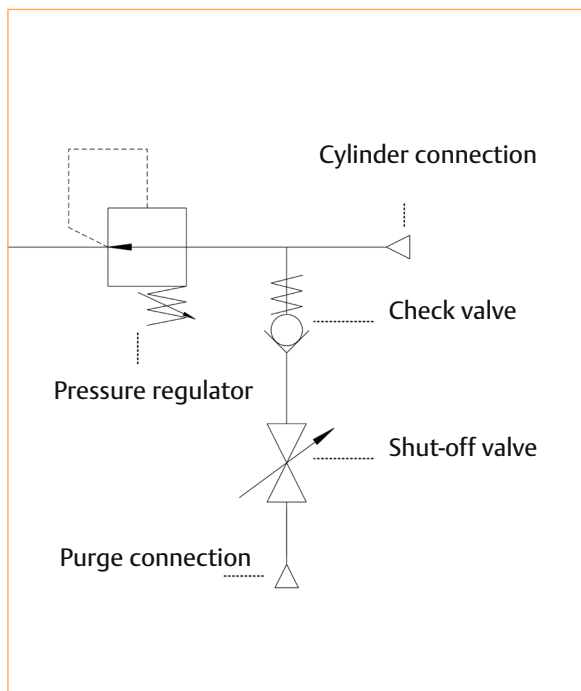 Cylinder connection
Check valve
Pressure regulator
Shut-off valve
Purge connection